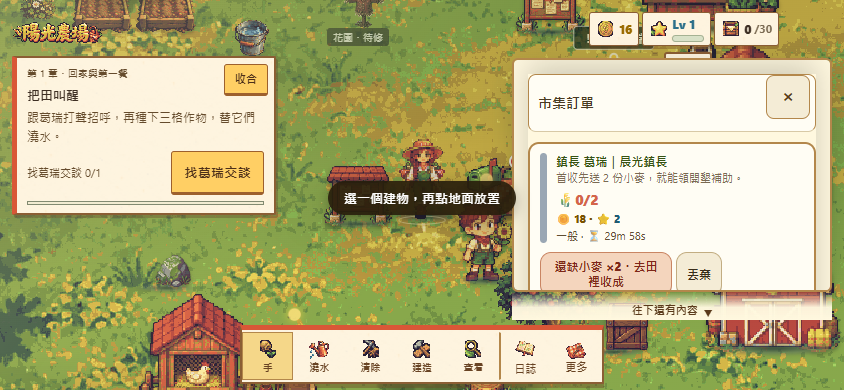 陽光農場
花圃·待修
16
Lv 1
0/30
第 1 章·回家與第一餐
收合
把田叫醒
跟葛瑞打聲招呼，再種下三格作物，替它們
澆水。
找葛瑞交談 0/1
找葛瑞交談
選一個建物，再點地面放置
市集訂單
×
鎮長 葛瑞 | 晨光鎮長
首收先送 2 份小麥，就能領開墾補助。
0/2
18· 2
一般·⏳ 29m 58s
還缺小麥 ×2·去田
裡收成
丟棄
往下還有內容 ▼
手
澆水
清除
建造
查看
日誌
更多